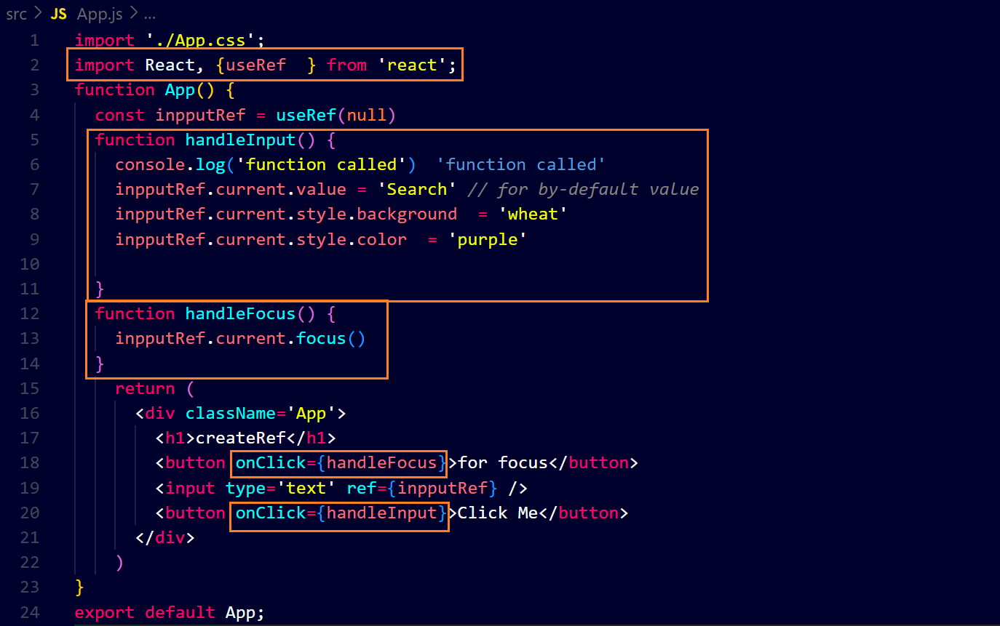 src > JS App.js > ...
1 import './App.css';
2 import React, {useRef  } from 'react';
3 function App() {
4   const inpputRef = useRef(null)
5   function handleInput() {
6     console.log('function called')  'function called'
7     inpputRef.current.value = 'Search' // for by-default value
8     inpputRef.current.style.background  = 'wheat'
9     inpputRef.current.style.color  = 'purple'
10
11   }
12   function handleFocus() {
13     inpputRef.current.focus()
14   }
15     return (
16       <div className='App'>
17         <h1>createRef</h1>
18         <button onClick={handleFocus}>for focus</button>
19         <input type='text' ref={inpputRef} />
20         <button onClick={handleInput}>Click Me</button>
21       </div>
22     )
23 }
24 export default App;